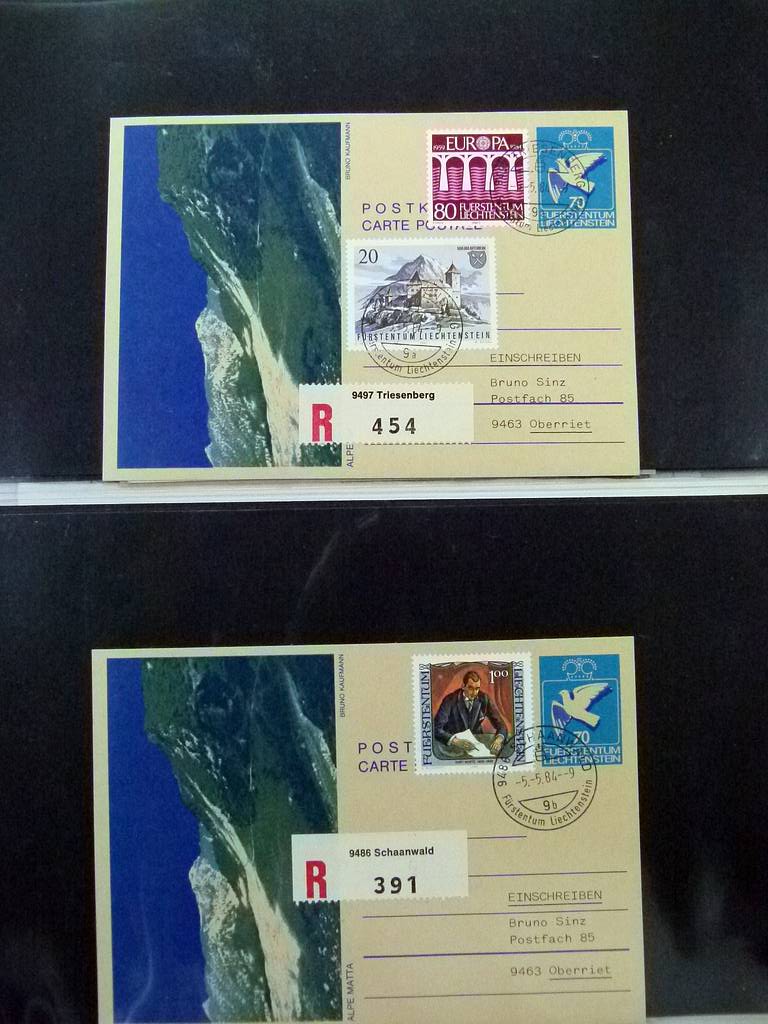 BRUNO KAUFMANN
1959 EUROPA 1984
80 FÜRSTENTUM
LIECHTENSTEIN
70
FÜRSTENTUM
LIECHTENSTEIN
POSTK
CARTE POSTALE
20
FÜRSTENTUM LIECHTENSTEIN
9a
Fürstentum Liechtenstein
EINSCHREIBEN
Bruno Sinz
Postfach 85
9463 Oberriet
9497 Triesenberg
R 454
ALPE
BRUNO KAUFMANN
FÜRSTENTUM
1.00
LIECHTENSTEIN
70
FÜRSTENTUM
LIECHTENSTEIN
POST
CARTE
9486 SCHAANWALD
-5.-5.84--9
9b
Fürstentum Liechtenstein
9486 Schaanwald
R 391
EINSCHREIBEN
Bruno Sinz
Postfach 85
9463 Oberriet
ALPE MATTA